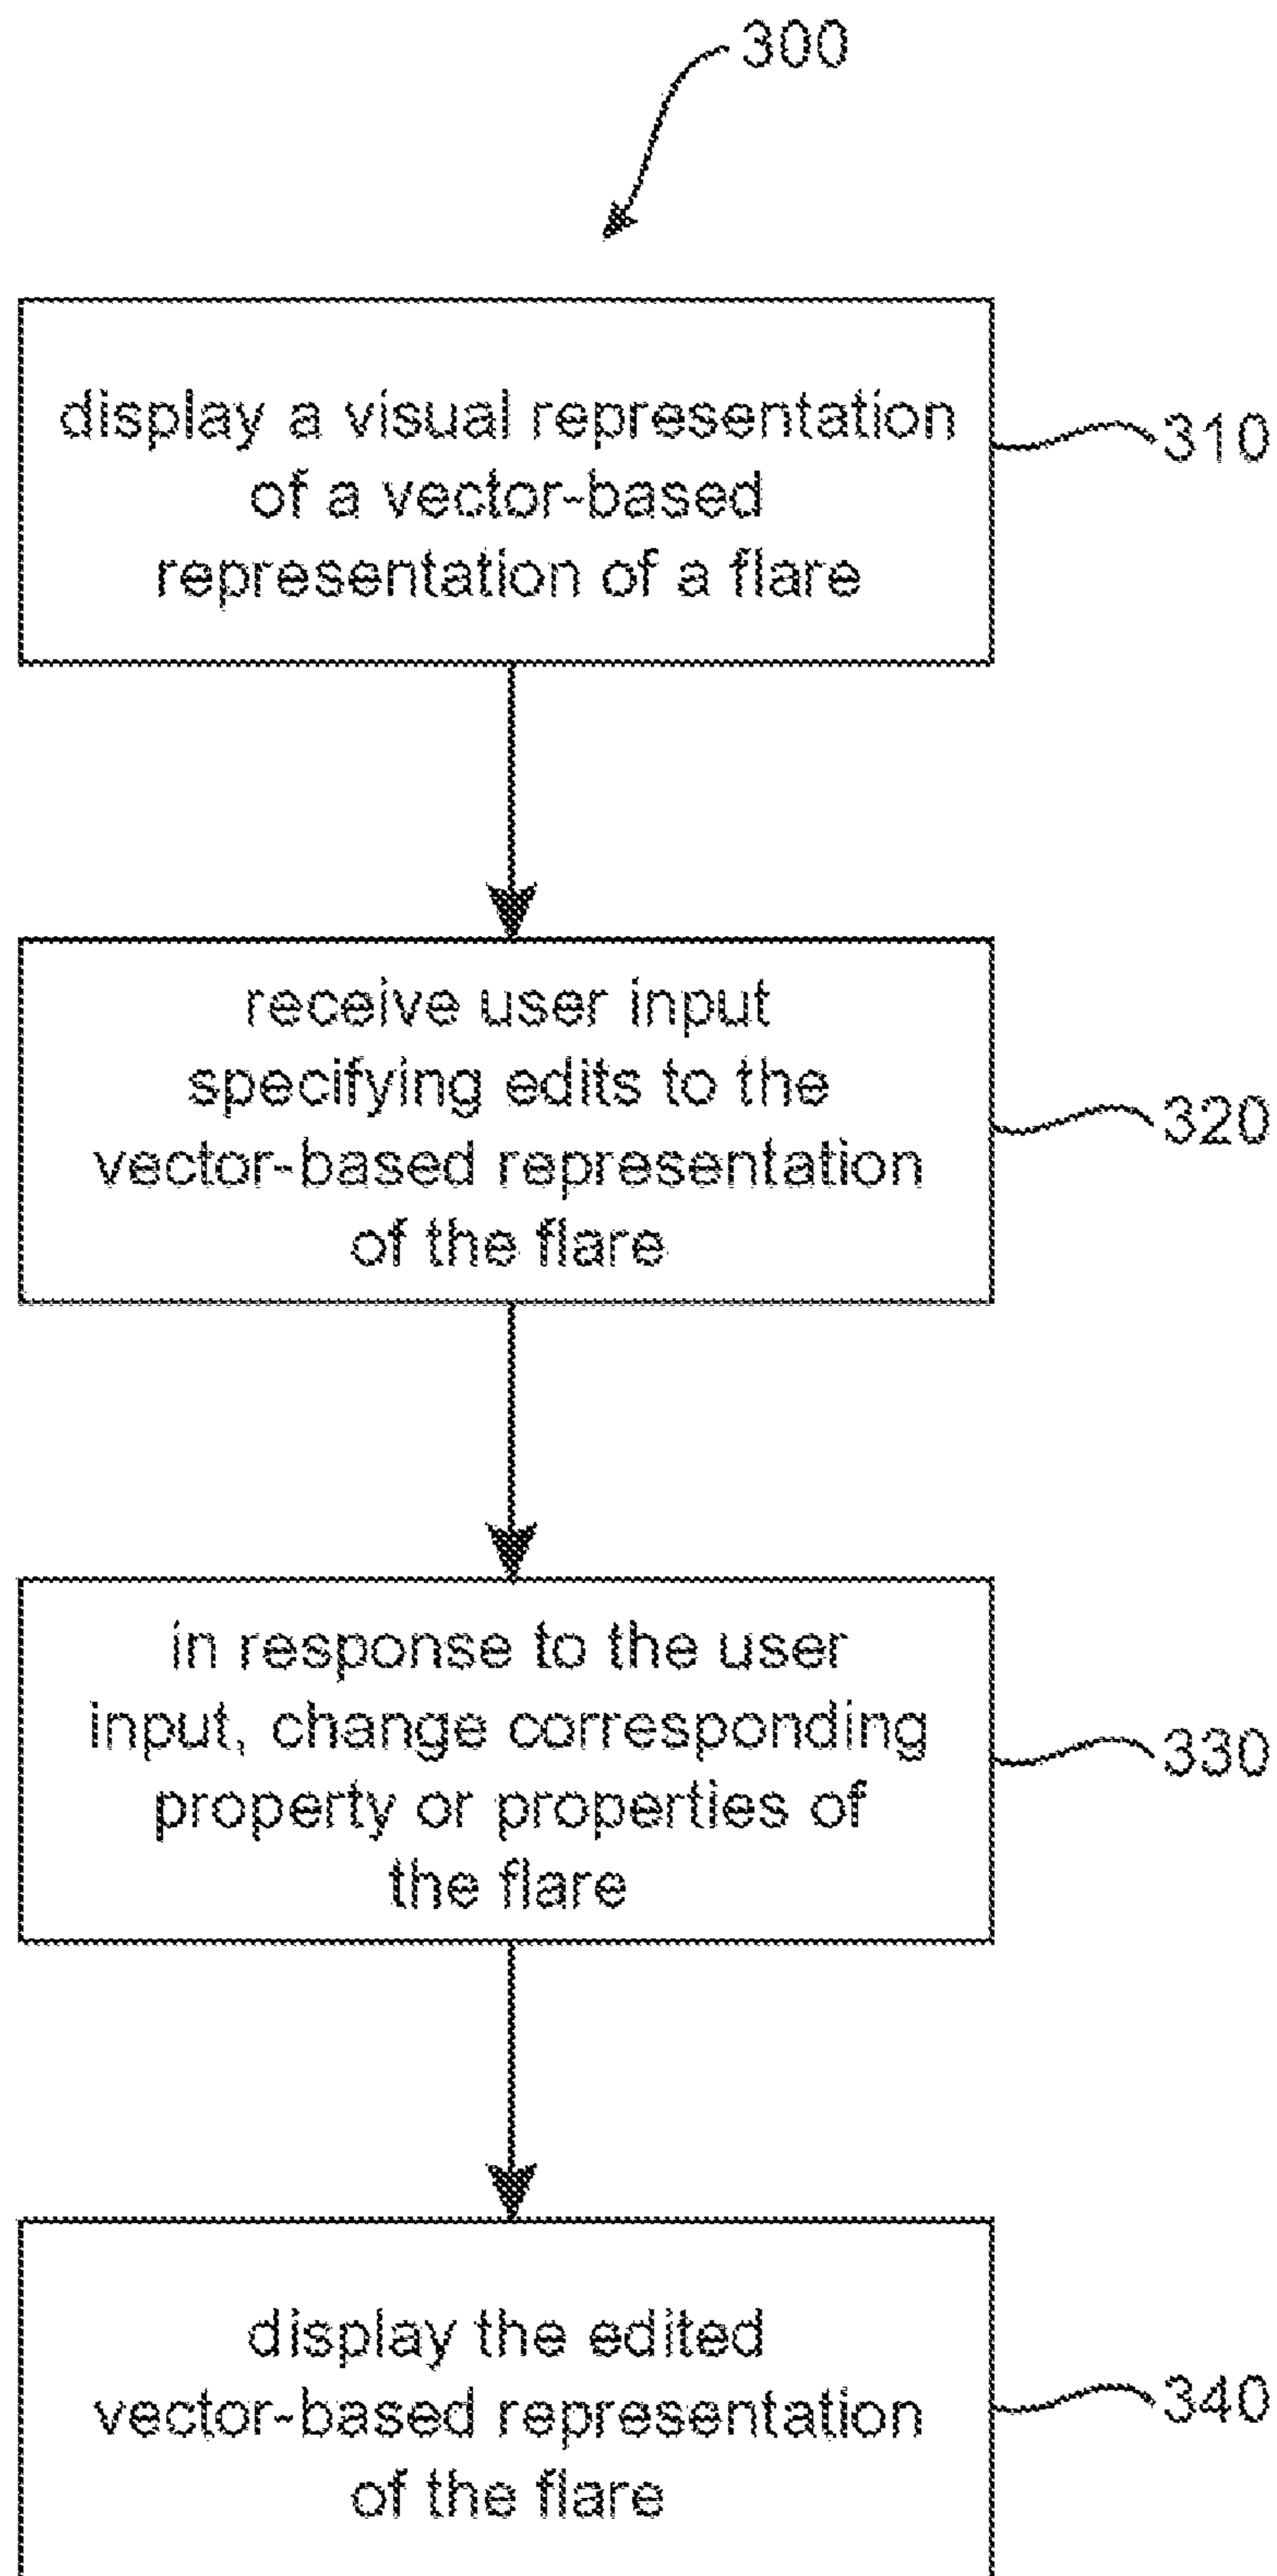 300
display a visual representation
of a vector-based
representation of a flare
310
receive user input
specifying edits to the
vector-based representation
of the flare
320
in response to the user
input, change corresponding
property or properties of
the flare
330
display the edited
vector-based representation
of the flare
340